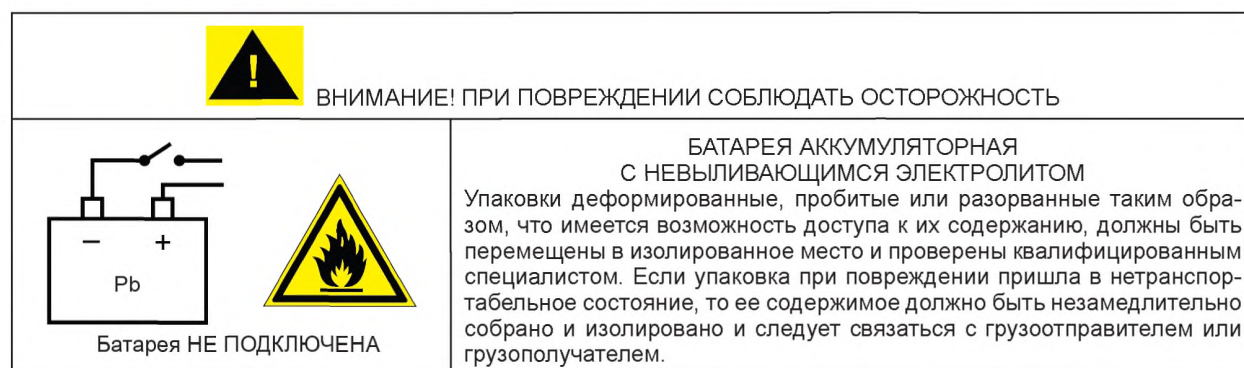 !
ВНИМАНИЕ! ПРИ ПОВРЕЖДЕНИИ СОБЛЮДАТЬ ОСТОРОЖНОСТЬ
− +
Pb
Батарея НЕ ПОДКЛЮЧЕНА
БАТАРЕЯ АККУМУЛЯТОРНАЯ
С НЕВЫЛИВАЮЩИМСЯ ЭЛЕКТРОЛИТОМ
Упаковки деформированные, пробитые или разорванные таким обра-
зом, что имеется возможность доступа к их содержанию, должны быть
перемещены в изолированное место и проверены квалифицированным
специалистом. Если упаковка при повреждении пришла в нетранспор-
табельное состояние, то ее содержимое должно быть незамедлительно
собрано и изолировано и следует связаться с грузоотправителем или
грузополучателем.